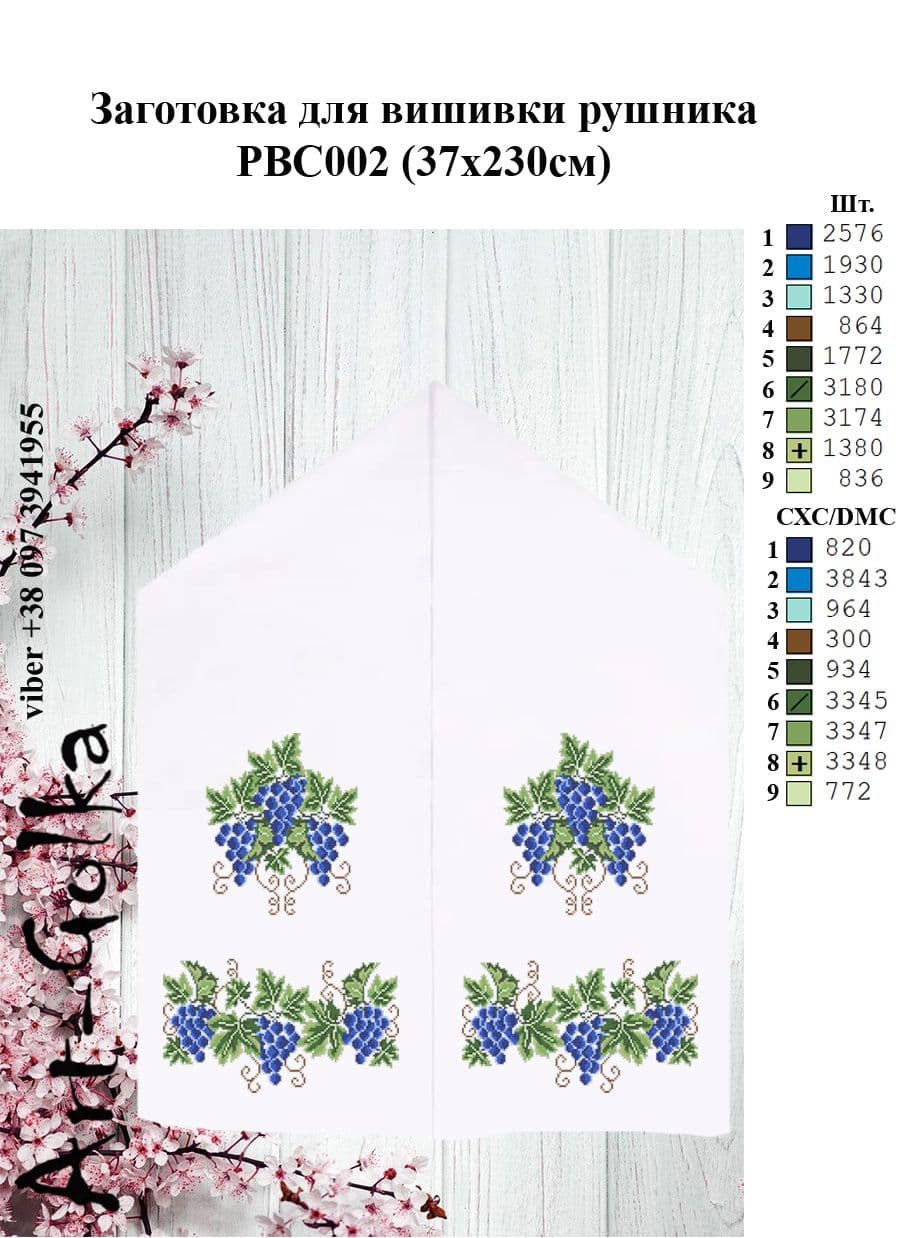 Заготовка для вишивки рушника
РВС002 (37х230см)
Шт.
1 2576
2 1930
3 1330
4 864
5 1772
6 3180
7 3174
8 + 1380
9 836
СХС/DMC
1 820
2 3843
3 964
4 300
5 934
6 3345
7 3347
8 + 3348
9 772
viber +38 097 3941955
Art-Golka